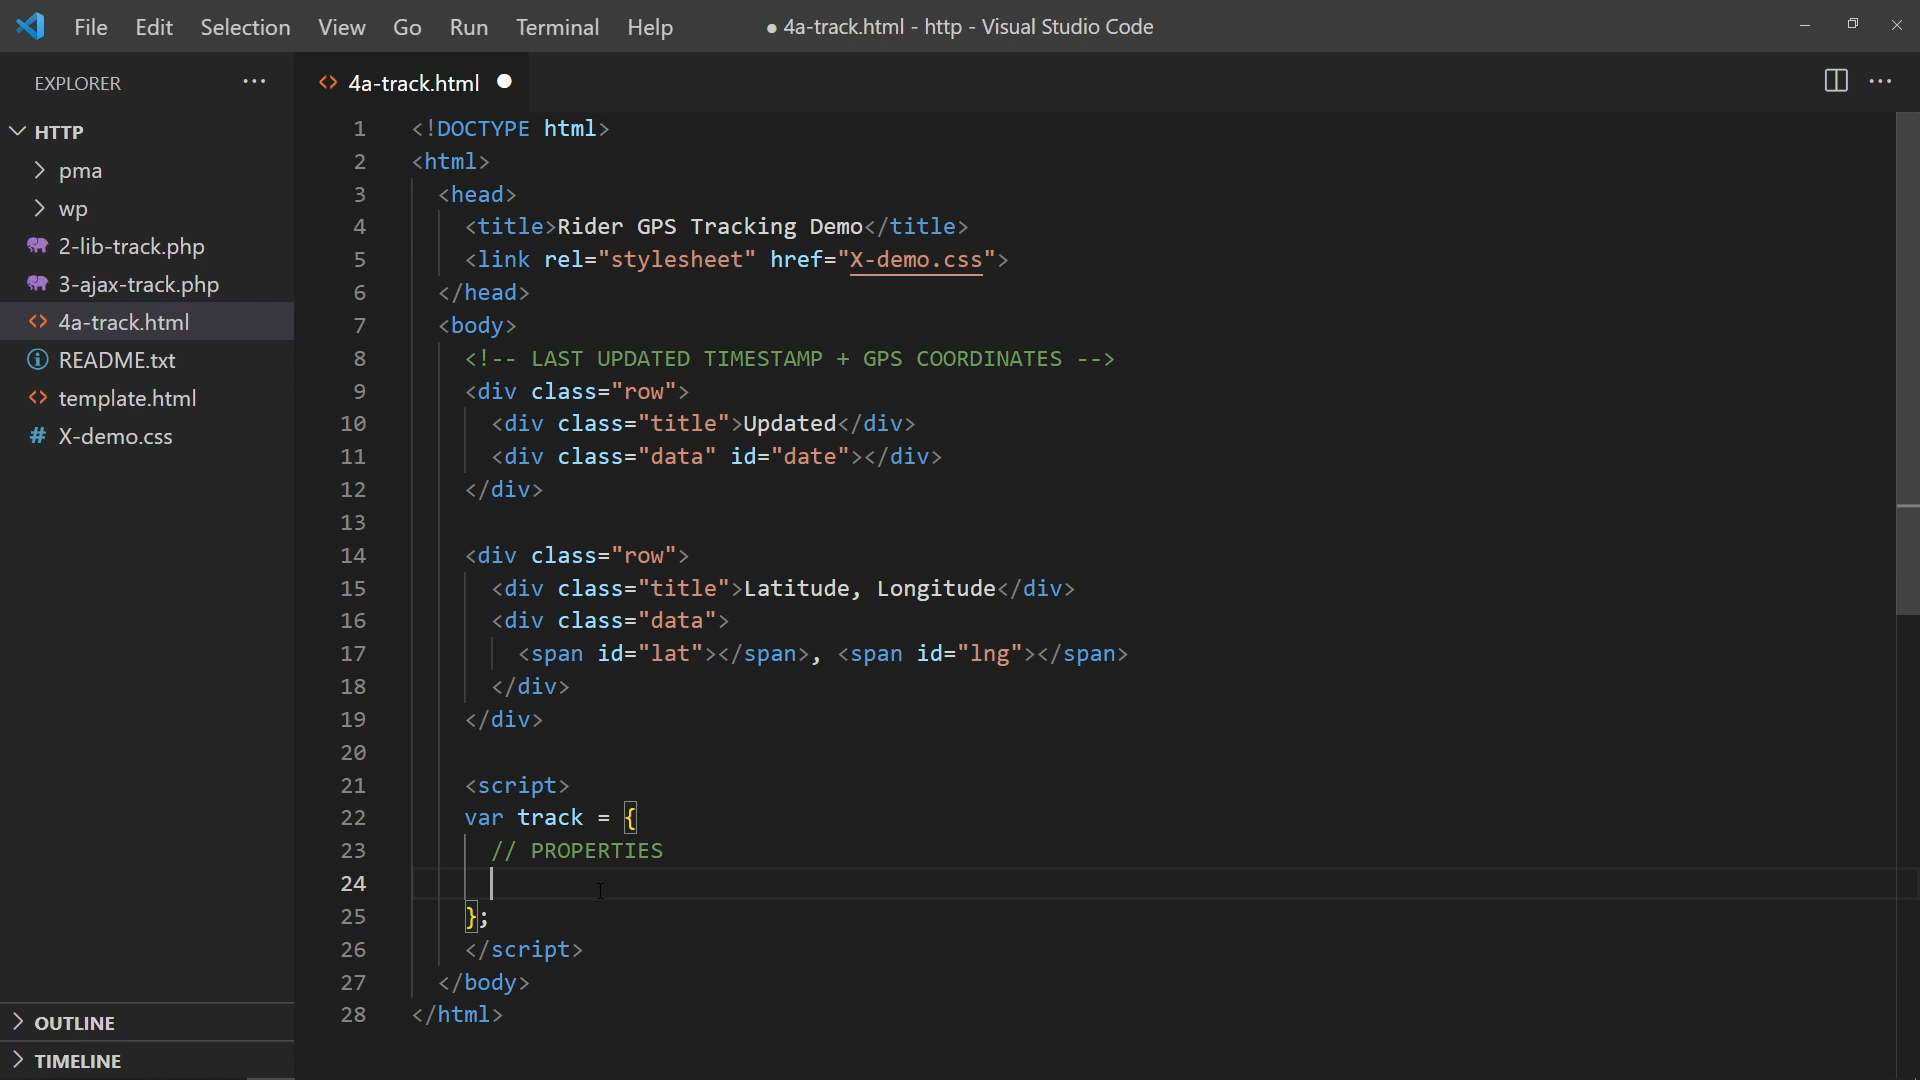 File Edit Selection View Go Run Terminal Help ● 4a-track.html - http - Visual Studio Code
EXPLORER ··· <> 4a-track.html
HTTP
pma
wp
2-lib-track.php
3-ajax-track.php
4a-track.html
README.txt
template.html
# X-demo.css
OUTLINE
TIMELINE
1 <!DOCTYPE html>
2 <html>
3 <head>
4 <title>Rider GPS Tracking Demo</title>
5 <link rel="stylesheet" href="X-demo.css">
6 </head>
7 <body>
8 <!-- LAST UPDATED TIMESTAMP + GPS COORDINATES -->
9 <div class="row">
10 <div class="title">Updated</div>
11 <div class="data" id="date"></div>
12 </div>
13
14 <div class="row">
15 <div class="title">Latitude, Longitude</div>
16 <div class="data">
17 <span id="lat"></span>, <span id="lng"></span>
18 </div>
19 </div>
20
21 <script>
22 var track = {
23 // PROPERTIES
24
25 };
26 </script>
27 </body>
28 </html>